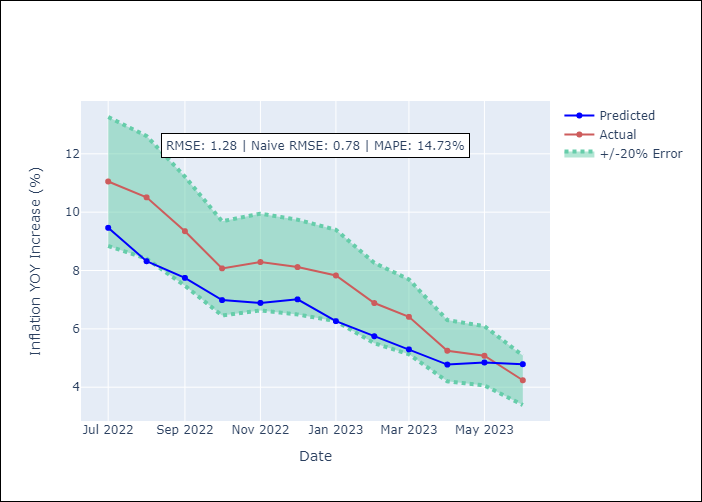 Predicted
Actual
+/-20% Error
RMSE: 1.28 | Naive RMSE: 0.78 | MAPE: 14.73%
Inflation YOY Increase (%)
12
10
8
6
4
Jul 2022
Sep 2022
Nov 2022
Jan 2023
Mar 2023
May 2023
Date